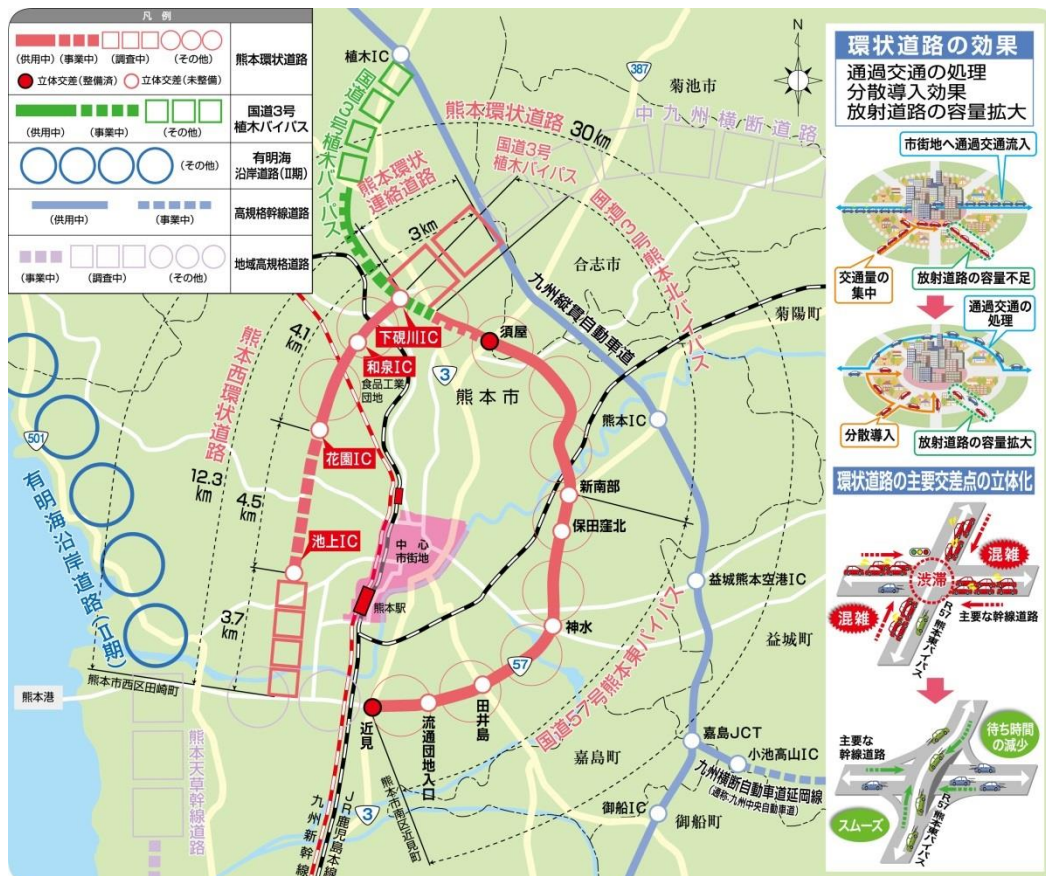 凡例
(供用中)
(事業中)
(調査中)
(その他)
立体交差(整備済)
立体交差(未整備)
熊本環状道路
(供用中)
(事業中)
(その他)
国道3号
植木バイパス
(その他)
有明海
沿岸道路(Ⅱ期)
(供用中)
(事業中)
高規格幹線道路
(事業中)
(調査中)
(その他)
地域高規格道路
植木IC
国道3号植木バイパス
387
菊池市
N
熊本環状道路
30km
中九州横断道路
熊本環状
連絡道路
国道3号
植木バイパス
3km
国道3号熊本北バイパス
合志市
九州縦貫自動車道
菊陽町
下硯川IC
和泉IC
食品工業
団地
須屋
3
熊本市
熊本西環状道路
4.1
km
花園IC
熊本IC
12.3
km
4.5
km
新南部
保田窪北
501
有明海沿岸道路(Ⅱ期)
池上IC
中心
市街地
益城熊本空港IC
熊本駅
神水
益城町
3.7
km
57
熊本市西区田崎町
国道57号熊本東バイパス
熊本港
近見
流通団地入口
田井島
嘉島JCT
小池高山IC
嘉島町
九州横断自動車道延岡線
(通称:九州中央自動車道)
熊本天草幹線道路
九州新幹線
JR鹿児島本線
3
熊本市南区近見町
御船IC
御船町
環状道路の効果
通過交通の処理
分散導入効果
放射道路の容量拡大
市街地へ通過交通流入
交通量の
集中
放射道路の容量不足
通過交通の
処理
分散導入
放射道路の容量拡大
環状道路の主要交差点の立体化
混雑
渋滞
混雑
主要な幹線道路
R57熊本東バイパス
主要な
幹線道路
待ち時間
の減少
スムーズ
R57熊本東バイパス